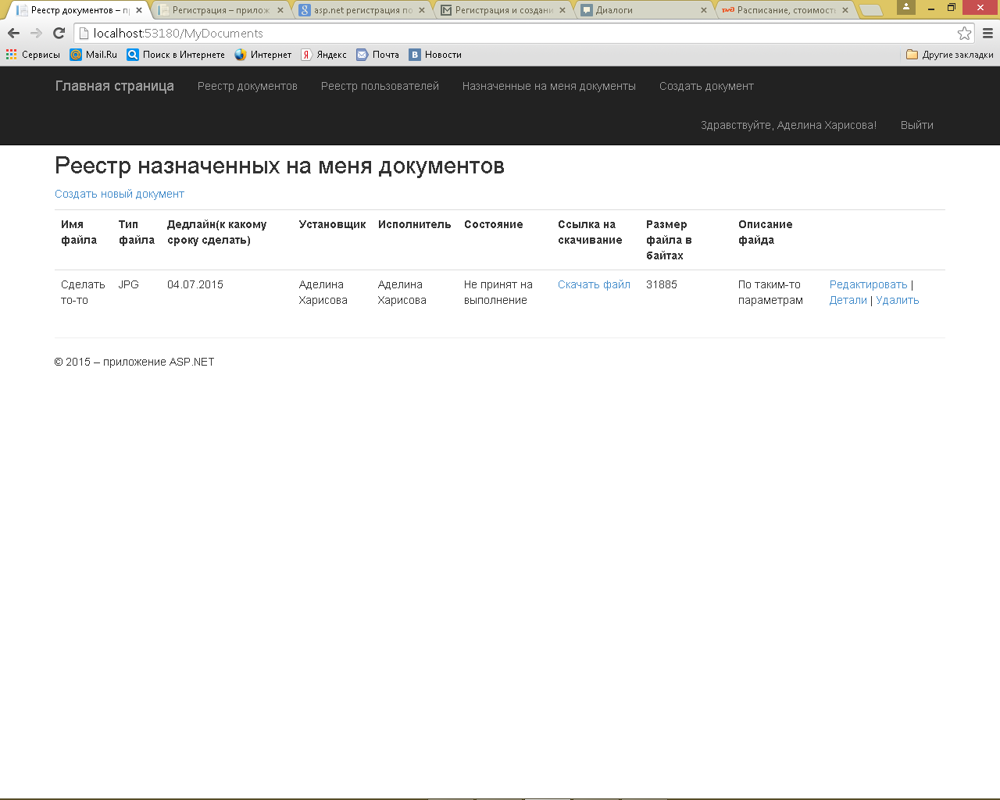 Реестр документов – пр
Регистрация – прилож
asp.net регистрация по
Регистрация и создани
Диалоги
Расписание, стоимость
localhost:53180/MyDocuments
Сервисы
Mail.Ru
Поиск в Интернете
Интернет
Яндекс
Почта
Новости
Другие закладки
Главная страница
Реестр документов
Реестр пользователей
Назначенные на меня документы
Создать документ
Здравствуйте, Аделина Харисова!
Выйти
Реестр назначенных на меня документов
Создать новый документ
Имя
файла
Тип
файла
Дедлайн(к какому
сроку сделать)
Установщик
Исполнитель
Состояние
Ссылка на
скачивание
Размер
файла в
байтах
Описание
файда
Сделать
то-то
JPG
04.07.2015
Аделина
Харисова
Аделина
Харисова
Не принят на
выполнение
Скачать файл
31885
По таким-то
параметрам
Редактировать |
Детали | Удалить
© 2015 – приложение ASP.NET